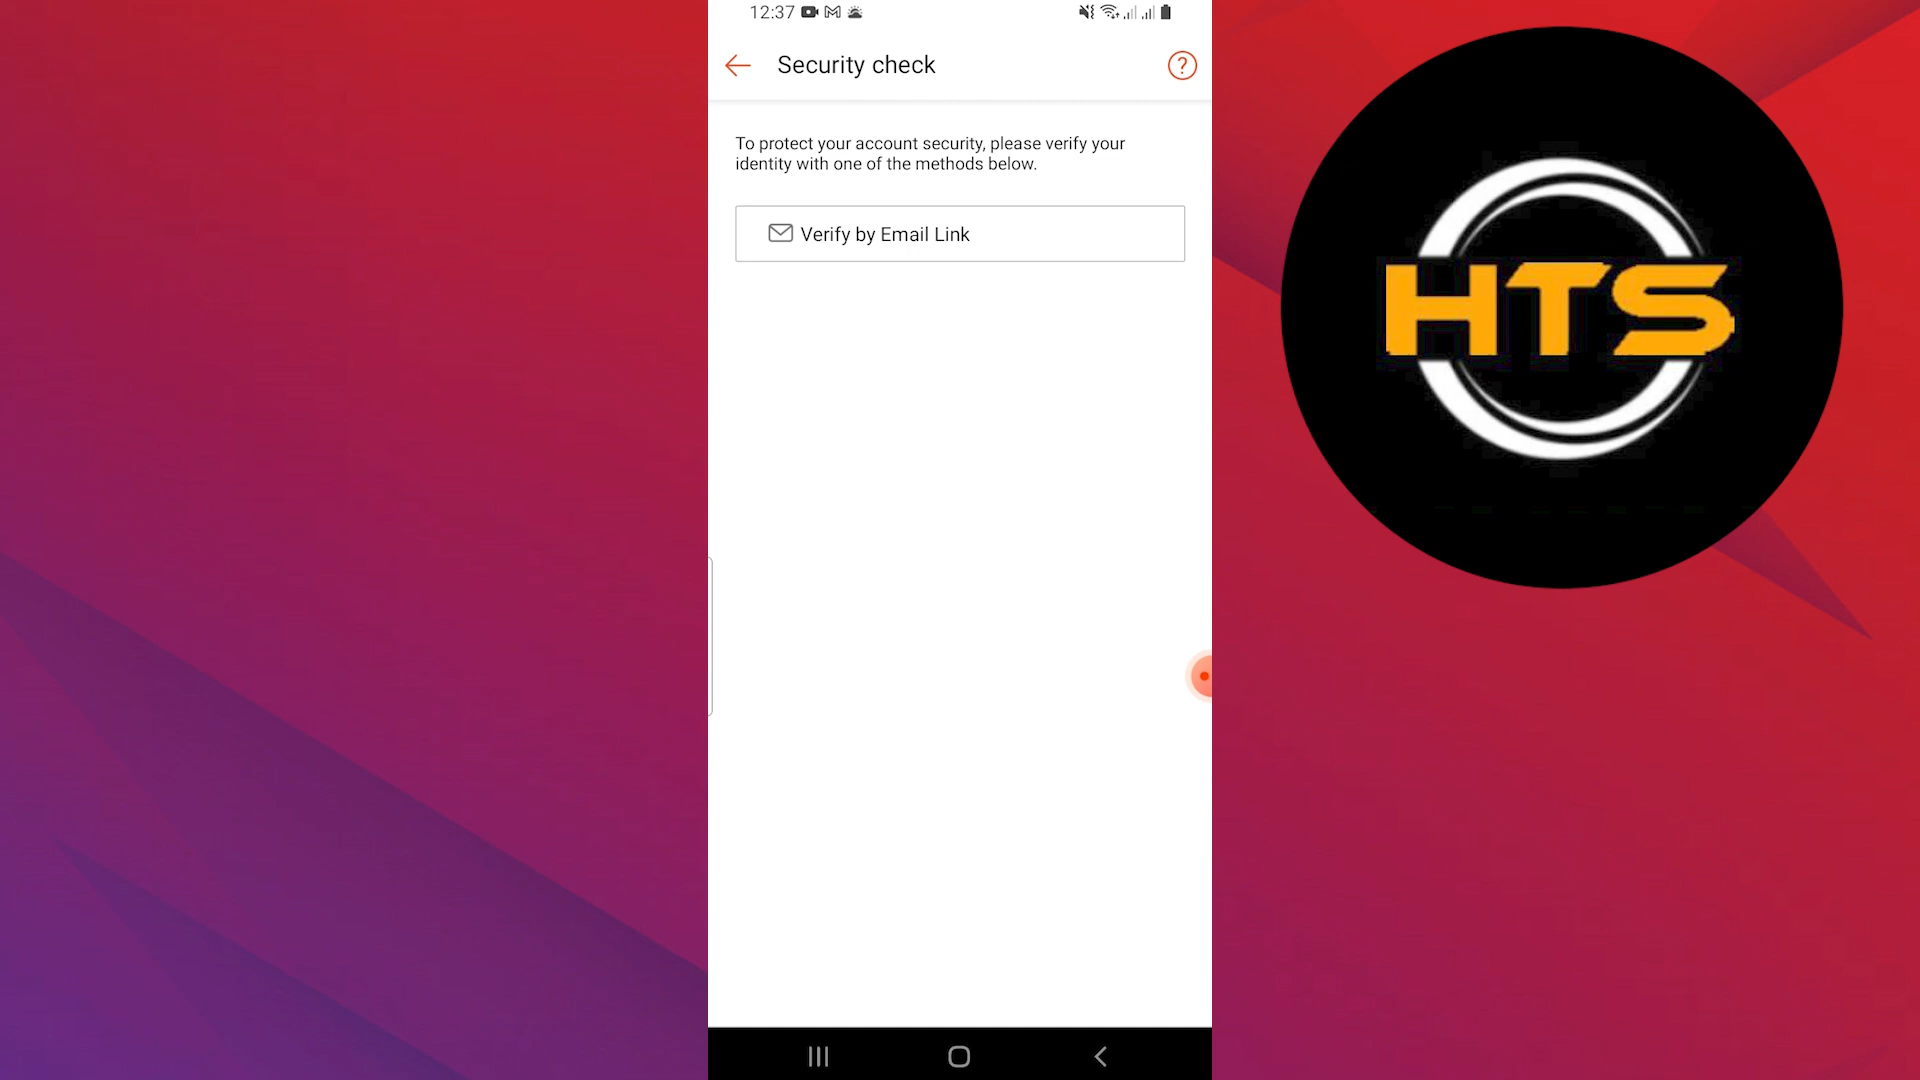 12:37
Security check
?
To protect your account security, please verify your
identity with one of the methods below.
Verify by Email Link
HTS